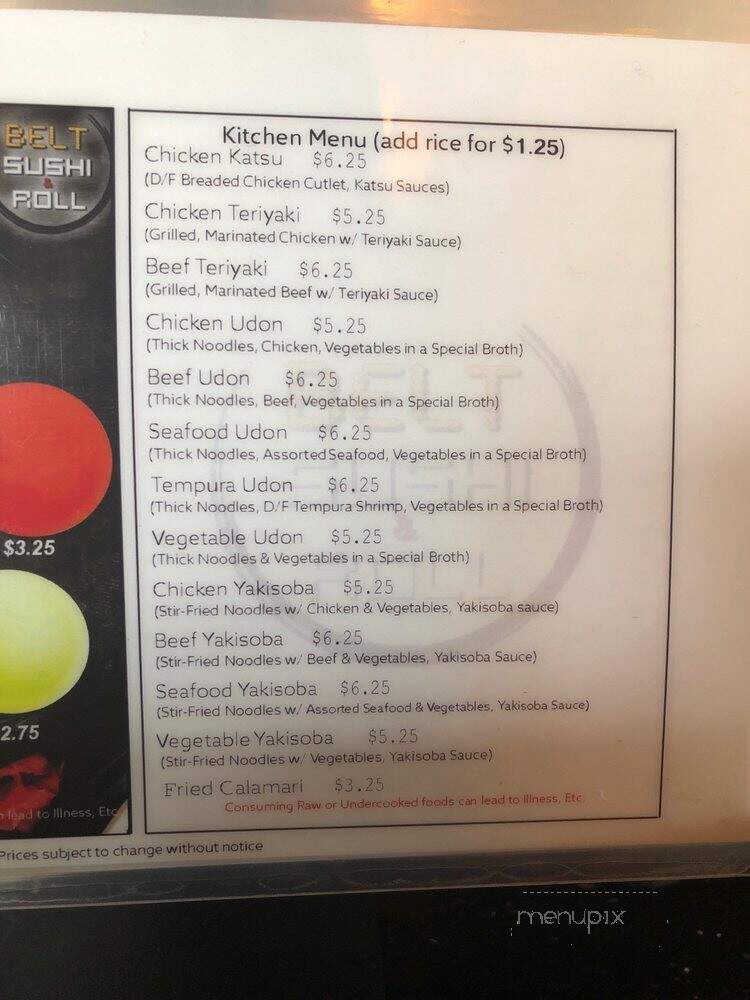 BELT
SUSHI
&
ROLL
$3.25
2.75
lead to Illness, Etc
Kitchen Menu (add rice for $1.25)
Chicken Katsu $6.25
(D/F Breaded Chicken Cutlet, Katsu Sauces)
Chicken Teriyaki $5.25
(Grilled, Marinated Chicken w/ Teriyaki Sauce)
Beef Teriyaki $6.25
(Grilled, Marinated Beef w/ Teriyaki Sauce)
Chicken Udon $5.25
(Thick Noodles, Chicken, Vegetables in a Special Broth)
Beef Udon $6.25
(Thick Noodles, Beef, Vegetables in a Special Broth)
Seafood Udon $6.25
(Thick Noodles, Assorted Seafood, Vegetables in a Special Broth)
Tempura Udon $6.25
(Thick Noodles, D/F Tempura Shrimp, Vegetables in a Special Broth)
Vegetable Udon $5.25
(Thick Noodles & Vegetables in a Special Broth)
Chicken Yakisoba $5.25
(Stir-Fried Noodles w/ Chicken & Vegetables, Yakisoba sauce)
Beef Yakisoba $6.25
(Stir-Fried Noodles w/ Beef & Vegetables, Yakisoba Sauce)
Seafood Yakisoba $6.25
(Stir-Fried Noodles w/ Assorted Seafood & Vegetables, Yakisoba Sauce)
Vegetable Yakisoba $5.25
(Stir-Fried Noodles w/ Vegetables, Yakisoba Sauce)
Fried Calamari $3.25
Consuming Raw or Undercooked foods can lead to Illness, Etc.
Prices subject to change without notice
menupix